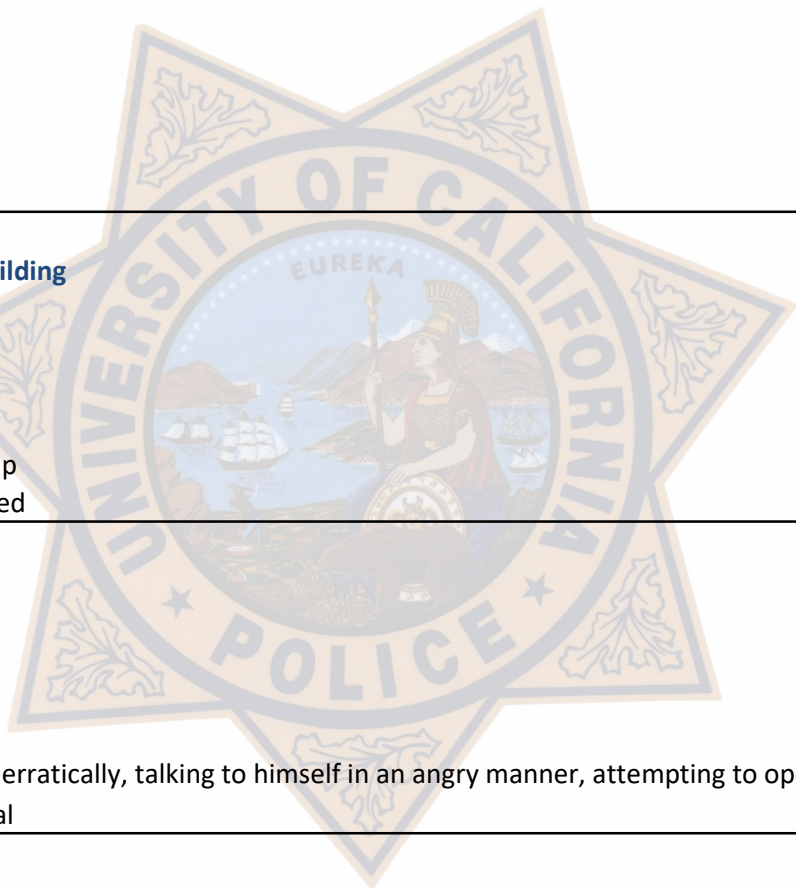 UNIVERSITY OF CALIFORNIA
EUREKA
ilding
p
ed
POLICE
erratically, talking to himself in an angry manner, attempting to op
al